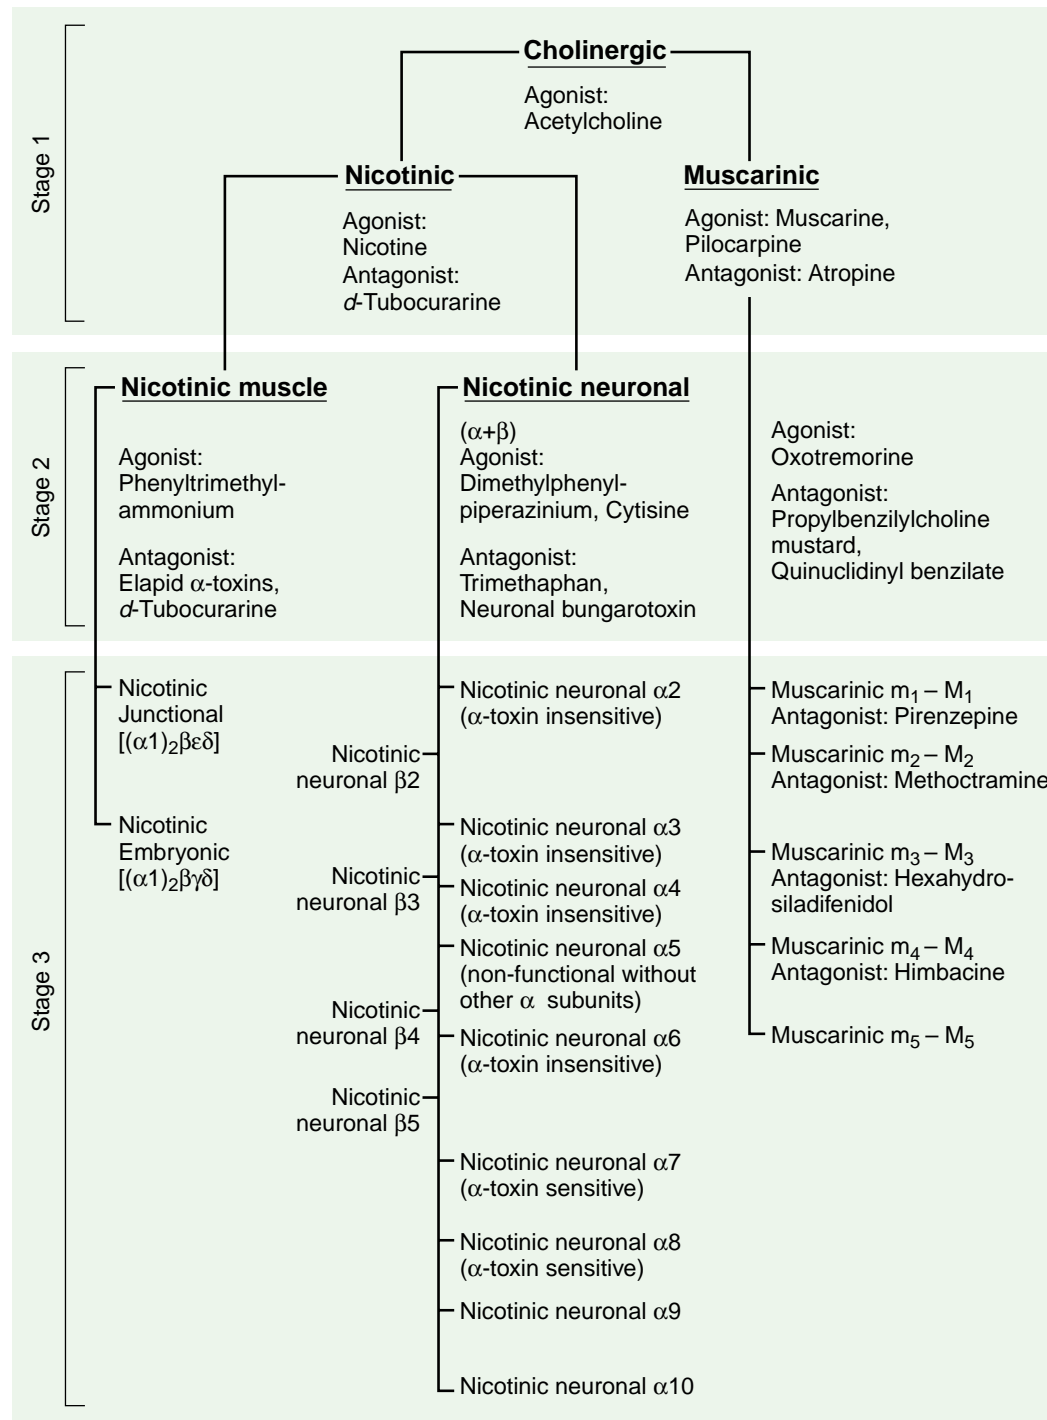 Stage 1
Cholinergic
Agonist:
Acetylcholine
Nicotinic
Agonist:
Nicotine
Antagonist:
d-Tubocurarine
Muscarinic
Agonist: Muscarine,
Pilocarpine
Antagonist: Atropine
Stage 2
Nicotinic muscle
Agonist:
Phenyltrimethyl-
ammonium
Antagonist:
Elapid α-toxins,
d-Tubocurarine
Nicotinic neuronal
(α+β)
Agonist:
Dimethylphenyl-
piperazinium, Cytisine
Antagonist:
Trimethaphan,
Neuronal bungarotoxin
Agonist:
Oxotremorine
Antagonist:
Propylbenzilylcholine
mustard,
Quinuclidinyl benzilate
Stage 3
Nicotinic
Junctional
[(α1)₂βεδ]
Nicotinic
Embryonic
[(α1)₂βγδ]
Nicotinic
neuronal β2
Nicotinic
neuronal β3
Nicotinic
neuronal β4
Nicotinic
neuronal β5
Nicotinic neuronal α2
(α-toxin insensitive)
Nicotinic neuronal α3
(α-toxin insensitive)
Nicotinic neuronal α4
(α-toxin insensitive)
Nicotinic neuronal α5
(non-functional without
other α subunits)
Nicotinic neuronal α6
(α-toxin insensitive)
Nicotinic neuronal α7
(α-toxin sensitive)
Nicotinic neuronal α8
(α-toxin sensitive)
Nicotinic neuronal α9
Nicotinic neuronal α10
Muscarinic m₁ – M₁
Antagonist: Pirenzepine
Muscarinic m₂ – M₂
Antagonist: Methoctramine
Muscarinic m₃ – M₃
Antagonist: Hexahydro-
siladifenidol
Muscarinic m₄ – M₄
Antagonist: Himbacine
Muscarinic m₅ – M₅